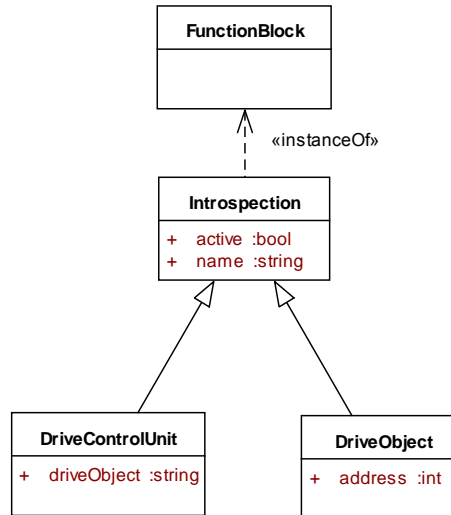 FunctionBlock
«instanceOf»
Introspection
+ active :bool
+ name :string
DriveControlUnit
+ driveObject :string
DriveObject
+ address :int